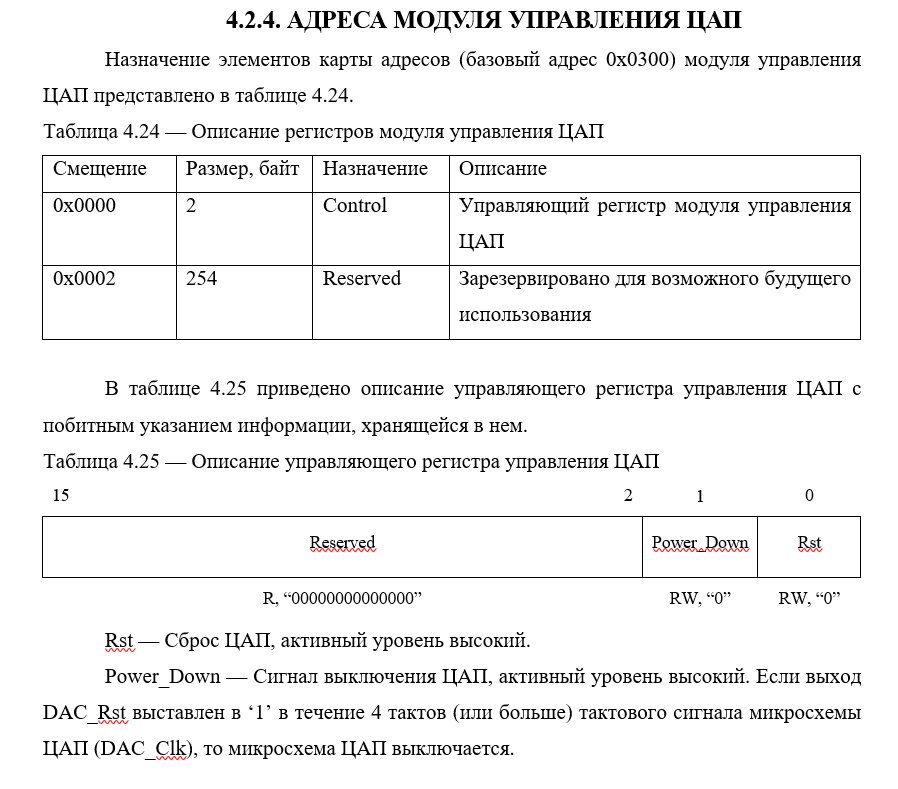 4.2.4. АДРЕСА МОДУЛЯ УПРАВЛЕНИЯ ЦАП
Назначение элементов карты адресов (базовый адрес 0x0300) модуля управления
ЦАП представлено в таблице 4.24.
Таблица 4.24 — Описание регистров модуля управления ЦАП
Смещение Размер, байт Назначение Описание
0x0000 2 Control Управляющий регистр модуля управления
ЦАП
0x0002 254 Reserved Зарезервировано для возможного будущего
использования
В таблице 4.25 приведено описание управляющего регистра управления ЦАП с
побитным указанием информации, хранящейся в нем.
Таблица 4.25 — Описание управляющего регистра управления ЦАП
15 2 1 0
Reserved Power_Down Rst
R, “00000000000000” RW, “0” RW, “0”
Rst — Сброс ЦАП, активный уровень высокий.
Power_Down — Сигнал выключения ЦАП, активный уровень высокий. Если выход
DAC_Rst выставлен в ‘1’ в течение 4 тактов (или больше) тактового сигнала микросхемы
ЦАП (DAC_Clk), то микросхема ЦАП выключается.